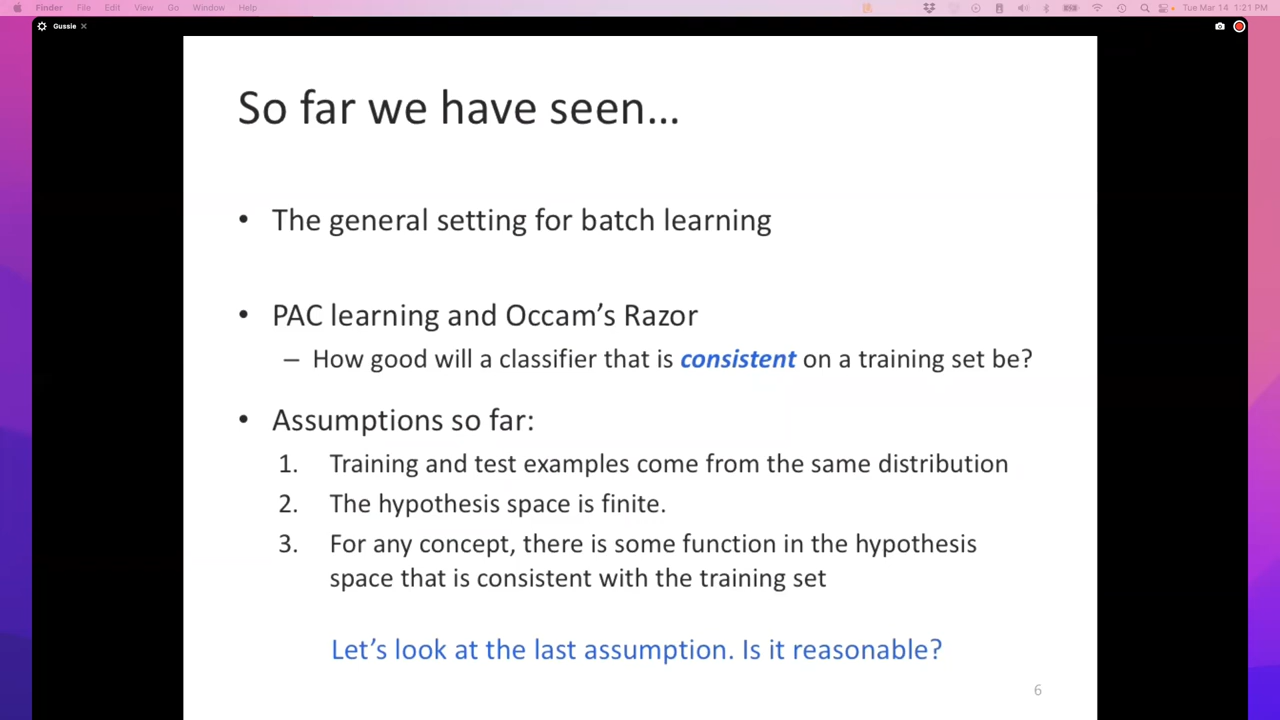 Finder File Edit View Go Window Help Tue Mar 14 1:21 PM
Gussie
So far we have seen...
• The general setting for batch learning
• PAC learning and Occam's Razor
– How good will a classifier that is consistent on a training set be?
• Assumptions so far:
1. Training and test examples come from the same distribution
2. The hypothesis space is finite.
3. For any concept, there is some function in the hypothesis
space that is consistent with the training set
Let's look at the last assumption. Is it reasonable?
6